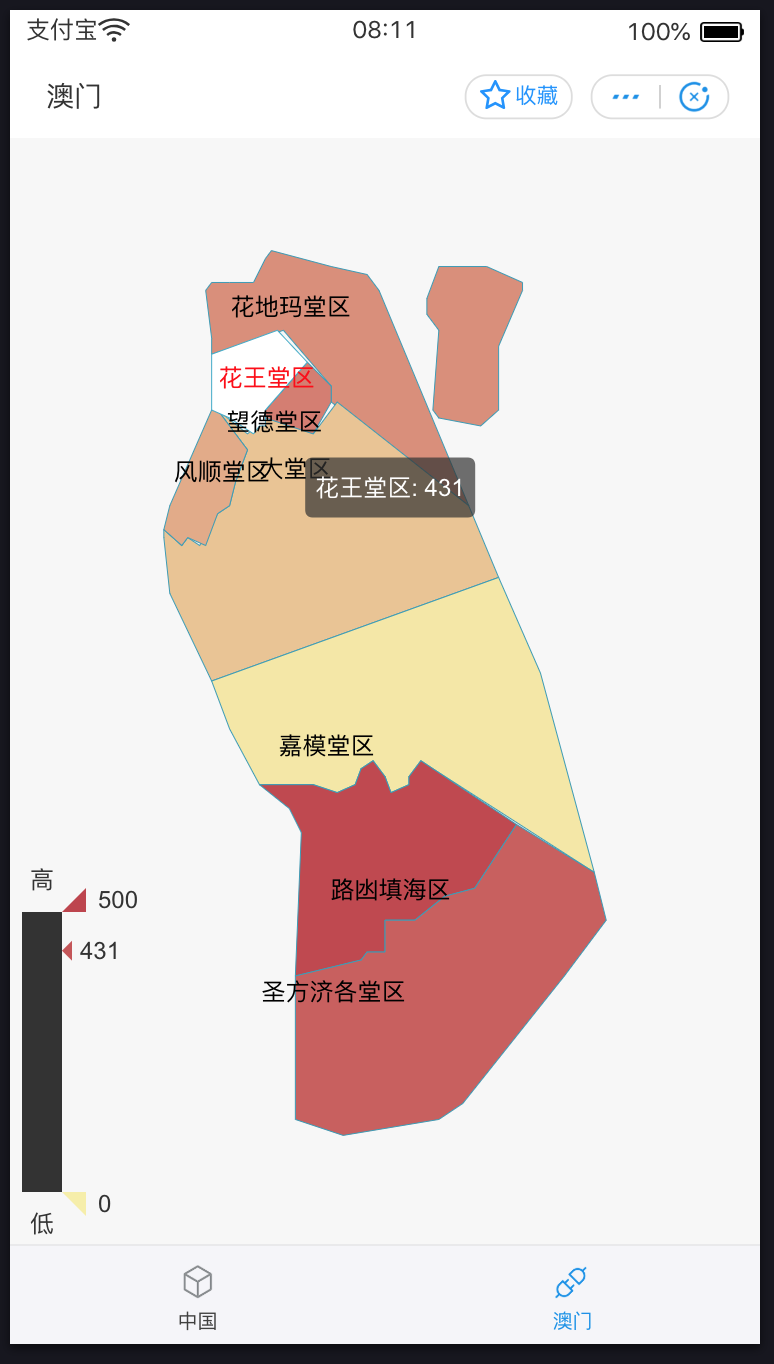 支付宝 08:11 100%
澳门 收藏
花地玛堂区
花王堂区
望德堂区
风顺堂区 大堂区
花王堂区: 431
嘉模堂区
路凼填海区
圣方济各堂区
高
500
431
0
低
中国 澳门